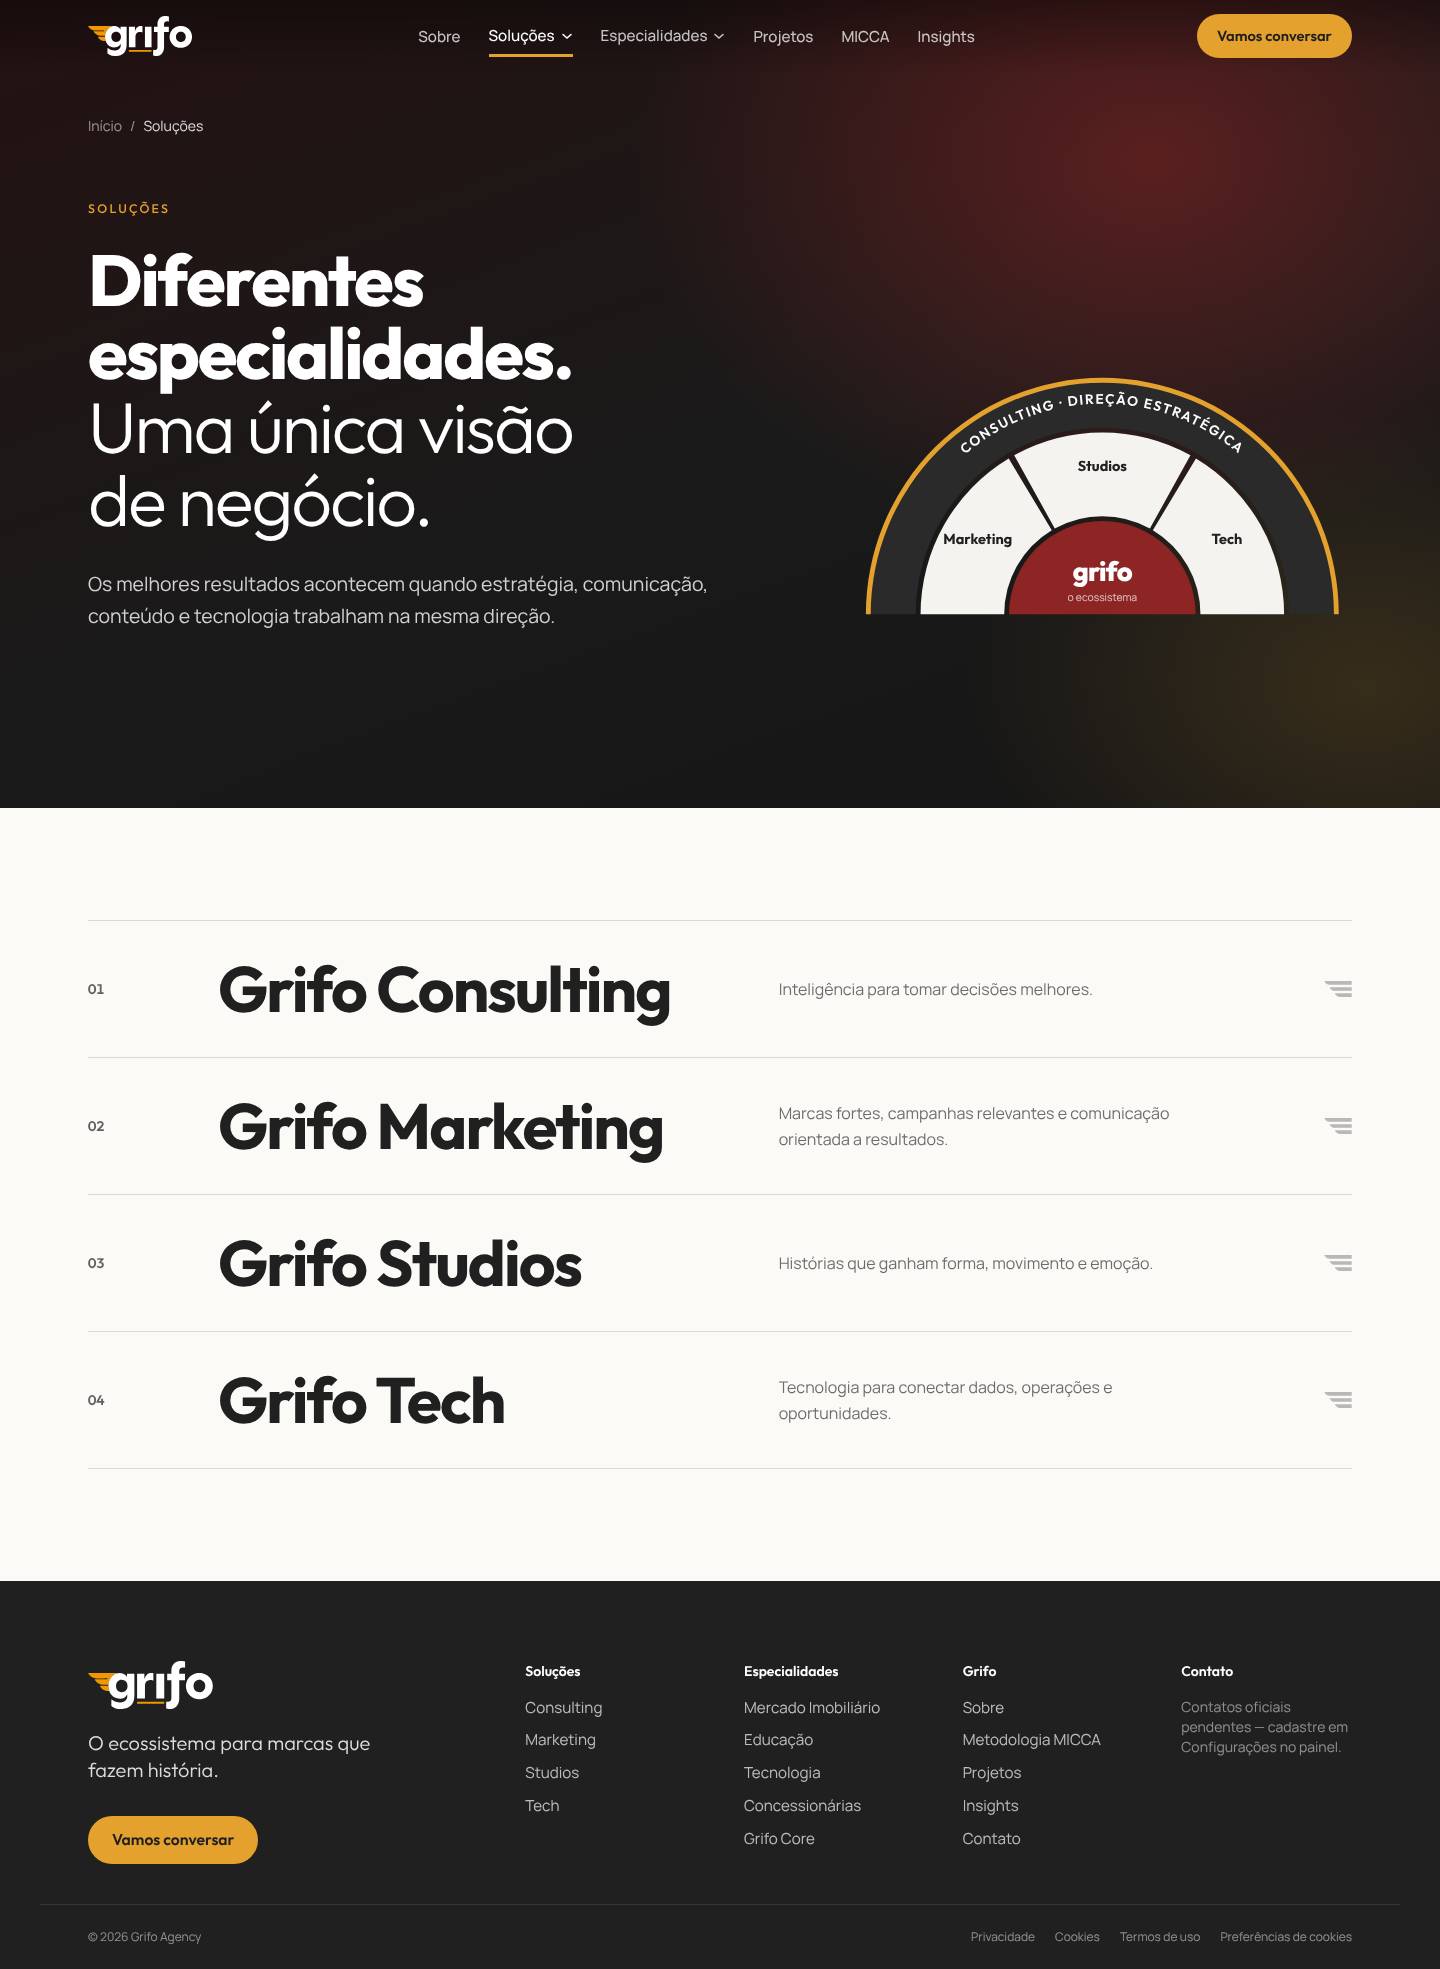 grifo
Sobre
Soluções
Especialidades
Projetos
MICCA
Insights
Vamos conversar
Início / Soluções
SOLUÇÕES
Diferentes
especialidades.
Uma única visão
de negócio.
Os melhores resultados acontecem quando estratégia, comunicação,
conteúdo e tecnologia trabalham na mesma direção.
CONSULTING · DIREÇÃO ESTRATÉGICA
Studios
Marketing
Tech
grifo
o ecossistema
01
Grifo Consulting
Inteligência para tomar decisões melhores.
02
Grifo Marketing
Marcas fortes, campanhas relevantes e comunicação
orientada a resultados.
03
Grifo Studios
Histórias que ganham forma, movimento e emoção.
04
Grifo Tech
Tecnologia para conectar dados, operações e
oportunidades.
grifo
O ecossistema para marcas que
fazem história.
Vamos conversar
Soluções
Consulting
Marketing
Studios
Tech
Especialidades
Mercado Imobiliário
Educação
Tecnologia
Concessionárias
Grifo Core
Grifo
Sobre
Metodologia MICCA
Projetos
Insights
Contato
Contato
Contatos oficiais
pendentes — cadastre em
Configurações no painel.
© 2026 Grifo Agency
Privacidade
Cookies
Termos de uso
Preferências de cookies